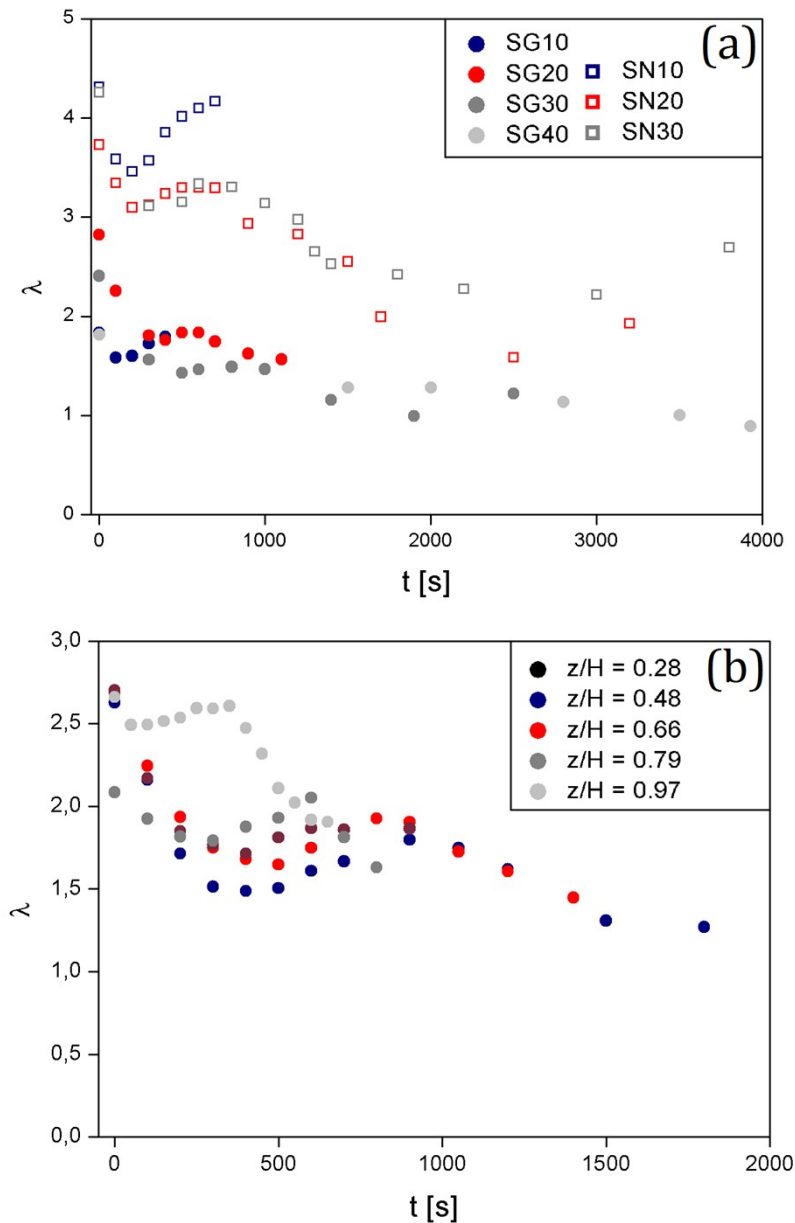 (a)
SG10
SG20 SN10
SG30 SN20
SG40 SN30
5
4
3
2
1
0
λ
0 1000 2000 3000 4000
t [s]
(b)
z/H = 0.28
z/H = 0.48
z/H = 0.66
z/H = 0.79
z/H = 0.97
3,0
2,5
2,0
1,5
1,0
0,5
0,0
λ
0 500 1000 1500 2000
t [s]